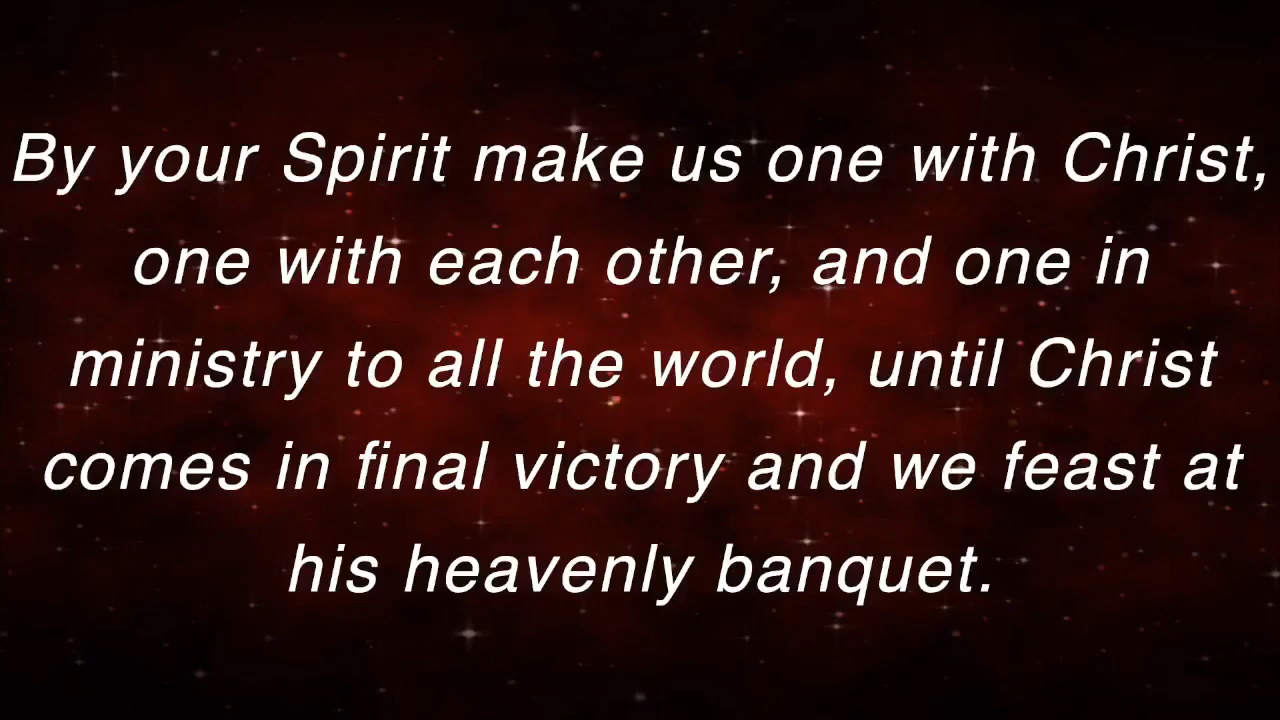 By your Spirit make us one with Christ,
one with each other, and one in
ministry to all the world, until Christ
comes in final victory and we feast at
his heavenly banquet.